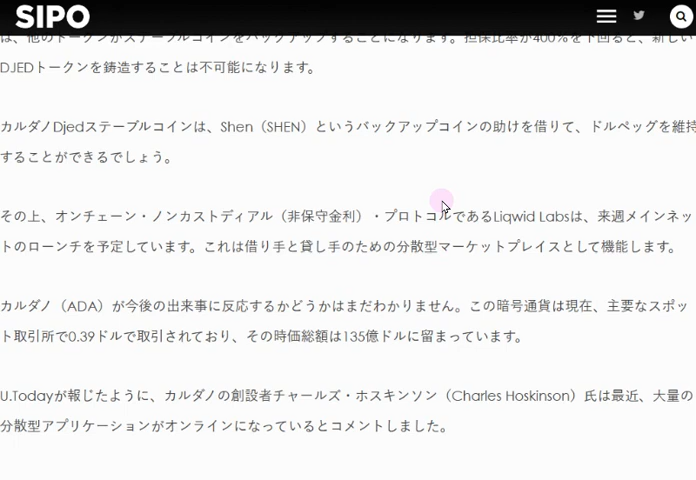 SIPO
は、他のトークンがステーブルコインをバックアップすることになります。担保比率が400%を下回ると、新しい
DJEDトークンを鋳造することは不可能になります。
カルダノDjedステーブルコインは、Shen（SHEN）というバックアップコインの助けを借りて、ドルペッグを維持
することができるでしょう。
その上、オンチェーン・ノンカストディアル（非保守金利）・プロトコルであるLiqwid Labsは、来週メインネッ
トのローンチを予定しています。これは借り手と貸し手のための分散型マーケットプレイスとして機能します。
カルダノ（ADA）が今後の出来事に反応するかどうかはまだわかりません。この暗号通貨は現在、主要なスポッ
ト取引所で0.39ドルで取引されており、その時価総額は135億ドルに留まっています。
U.Todayが報じたように、カルダノの創設者チャールズ・ホスキンソン（Charles Hoskinson）氏は最近、大量の
分散型アプリケーションがオンラインになっているとコメントしました。